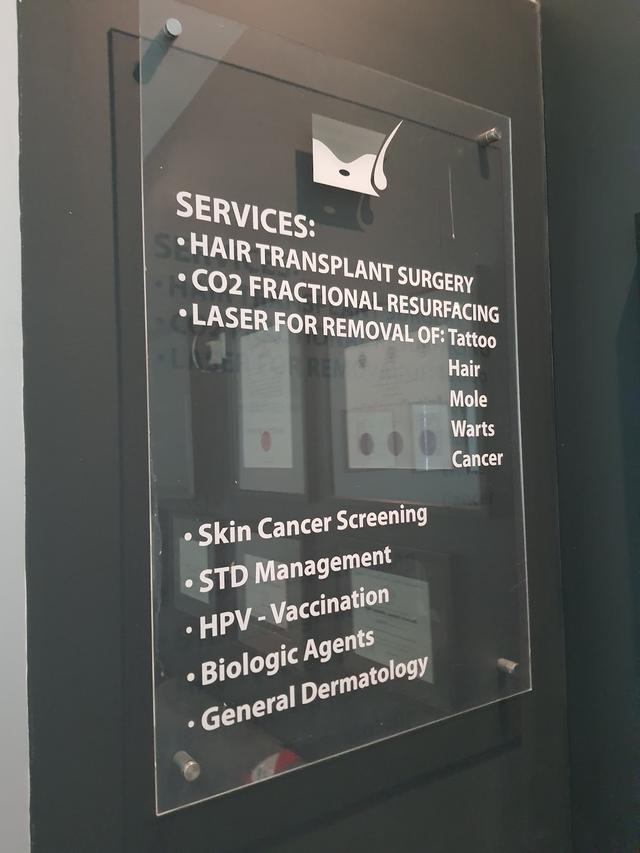 SERVICES:
• HAIR TRANSPLANT SURGERY
• CO2 FRACTIONAL RESURFACING
• LASER FOR REMOVAL OF: Tattoo
Hair
Mole
Warts
Cancer
• Skin Cancer Screening
• STD Management
• HPV - Vaccination
• Biologic Agents
• General Dermatology